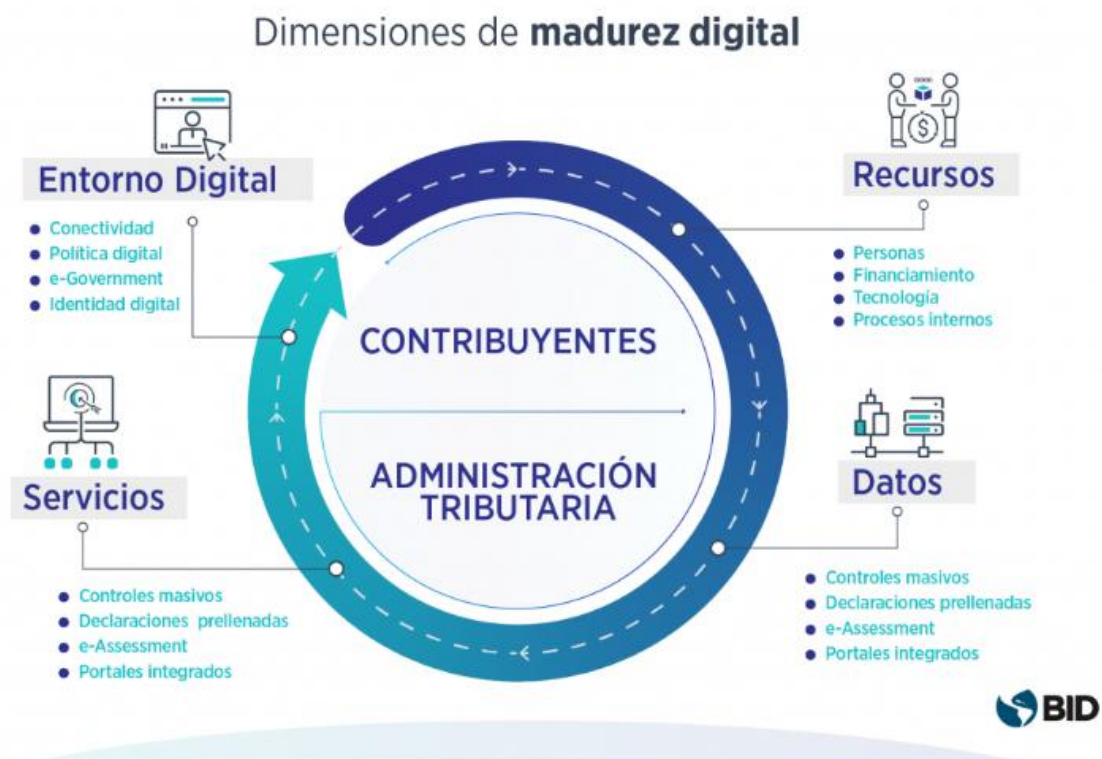 Dimensiones de madurez digital
Entorno Digital
Conectividad
Política digital
e-Government
Identidad digital
Recursos
Personas
Financiamiento
Tecnología
Procesos internos
CONTRIBUYENTES
ADMINISTRACIÓN
TRIBUTARIA
Servicios
Controles masivos
Declaraciones prellenadas
e-Assessment
Portales integrados
Datos
Controles masivos
Declaraciones prellenadas
e-Assessment
Portales integrados
BID